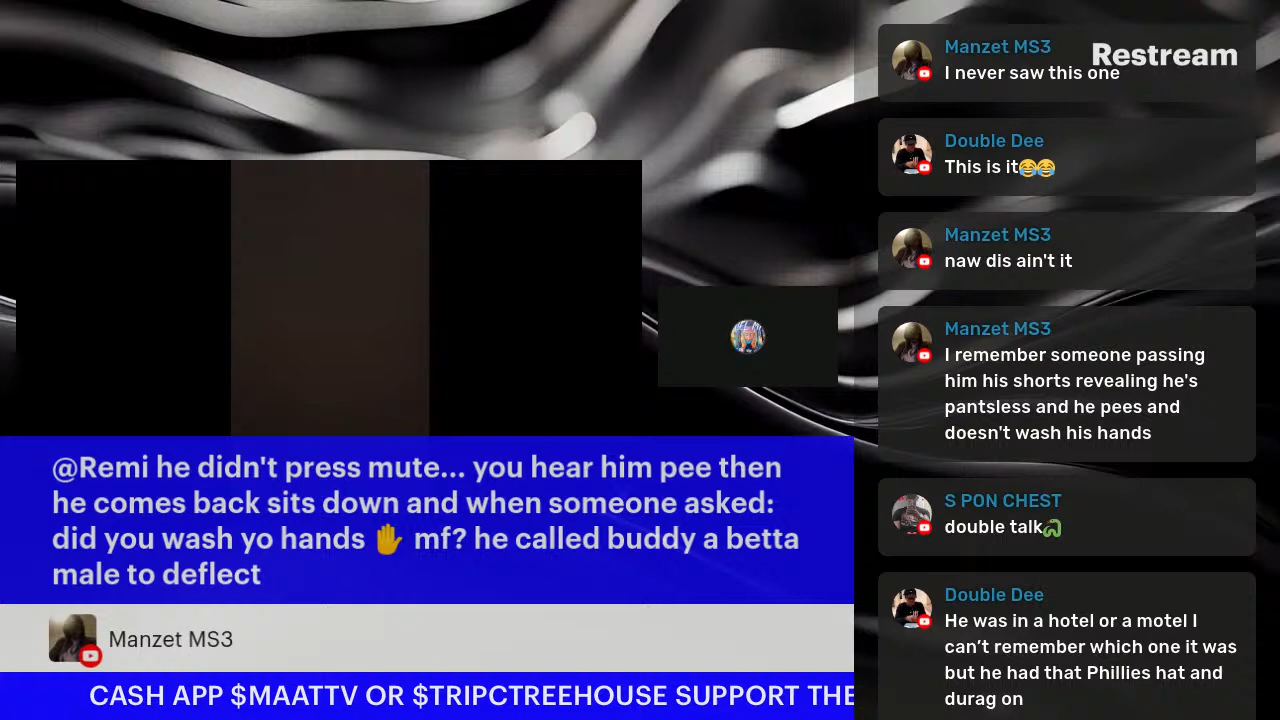 Restream
Manzet MS3
I never saw this one
Double Dee
This is it😂😂
Manzet MS3
naw dis ain't it
Manzet MS3
I remember someone passing
him his shorts revealing he's
pantsless and he pees and
doesn't wash his hands
S PON CHEST
double talk🐍
Double Dee
He was in a hotel or a motel I
can’t remember which one it was
but he had that Phillies hat and
durag on
@Remi he didn't press mute... you hear him pee then
he comes back sits down and when someone asked:
did you wash yo hands 🤚 mf? he called buddy a betta
male to deflect
Manzet MS3
CASH APP $MAATTV OR $TRIPCTREEHOUSE SUPPORT THE